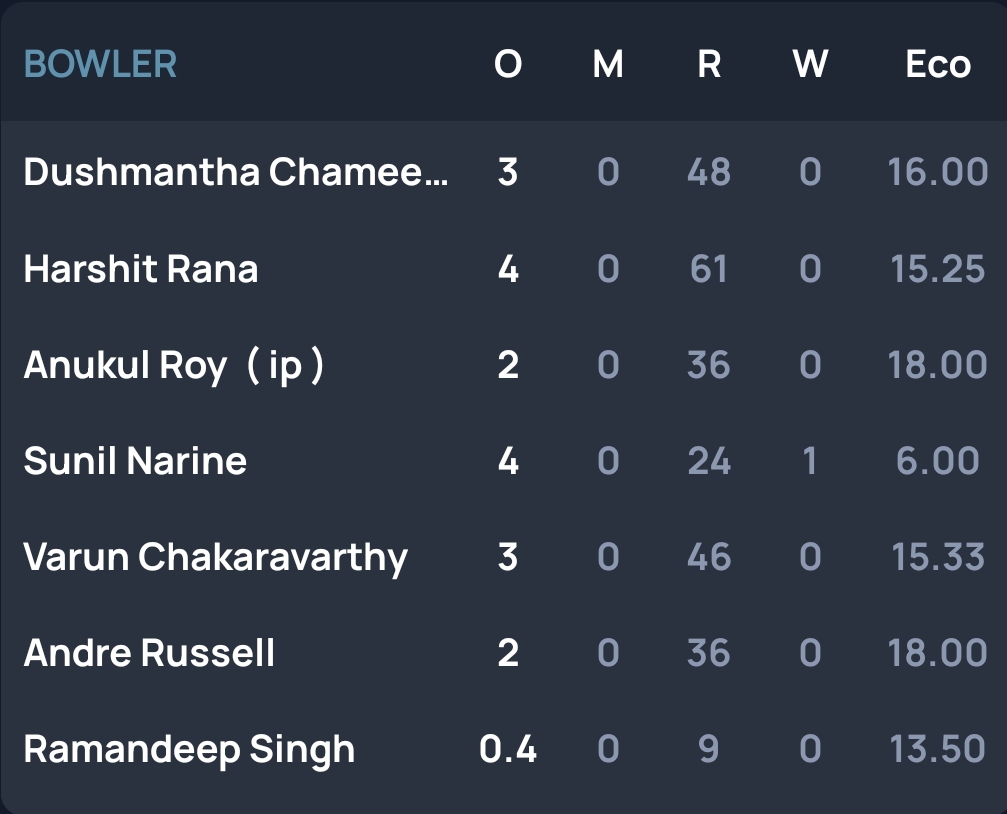 BOWLER O M R W Eco
Dushmantha Chamee... 3 0 48 0 16.00
Harshit Rana 4 0 61 0 15.25
Anukul Roy ( ip ) 2 0 36 0 18.00
Sunil Narine 4 0 24 1 6.00
Varun Chakaravarthy 3 0 46 0 15.33
Andre Russell 2 0 36 0 18.00
Ramandeep Singh 0.4 0 9 0 13.50